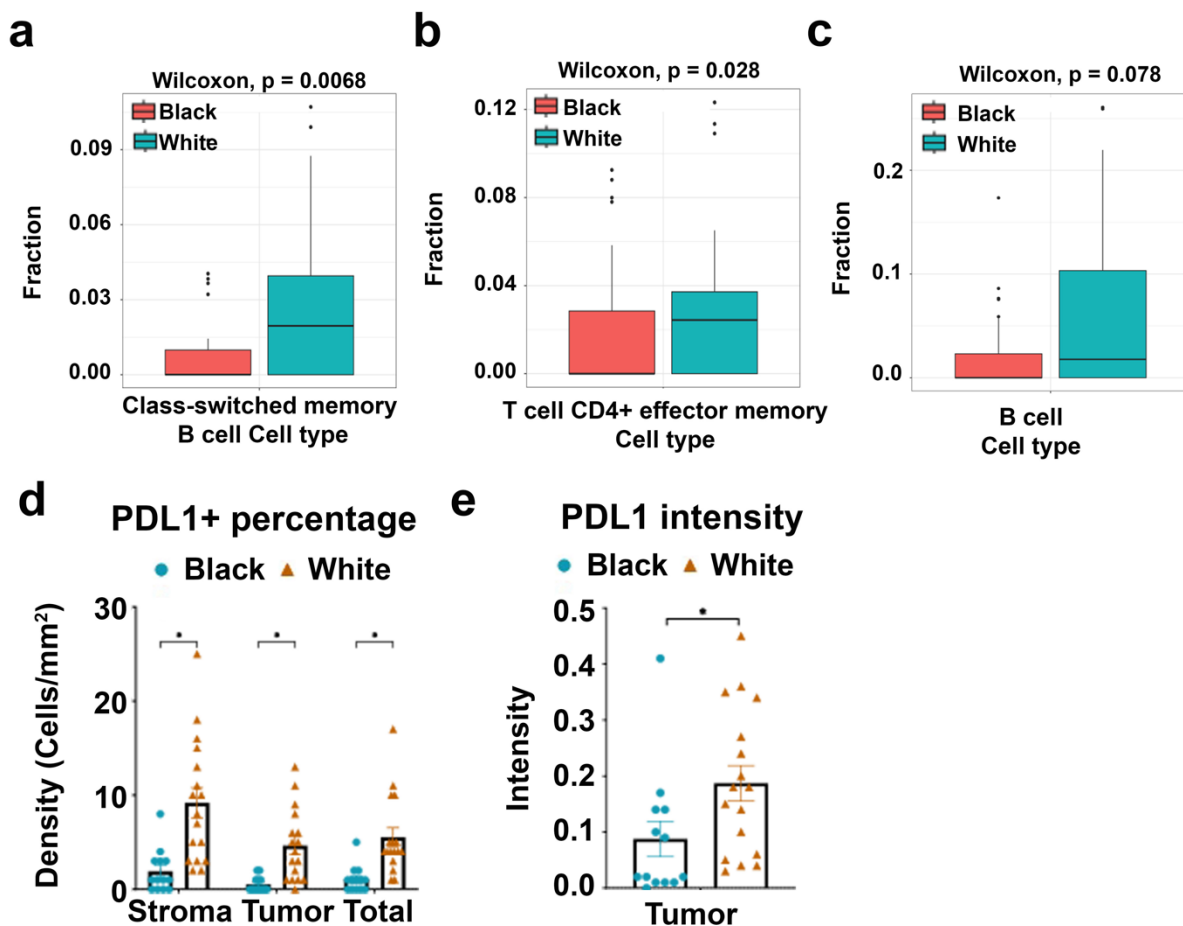 a
Wilcoxon, p = 0.0068
Black
White
0.09
0.06
0.03
0.00
Fraction
Class-switched memory
B cell Cell type
b
Wilcoxon, p = 0.028
Black
White
0.12
0.08
0.04
0.00
Fraction
T cell CD4+ effector memory
Cell type
c
Wilcoxon, p = 0.078
Black
White
0.2
0.1
0.0
Fraction
B cell
Cell type
d
PDL1+ percentage
Black White
30
20
10
0
Density (Cells/mm²)
* * *
Stroma Tumor Total
e
PDL1 intensity
Black White
0.5
0.4
0.3
0.2
0.1
0.0
Intensity
*
Tumor